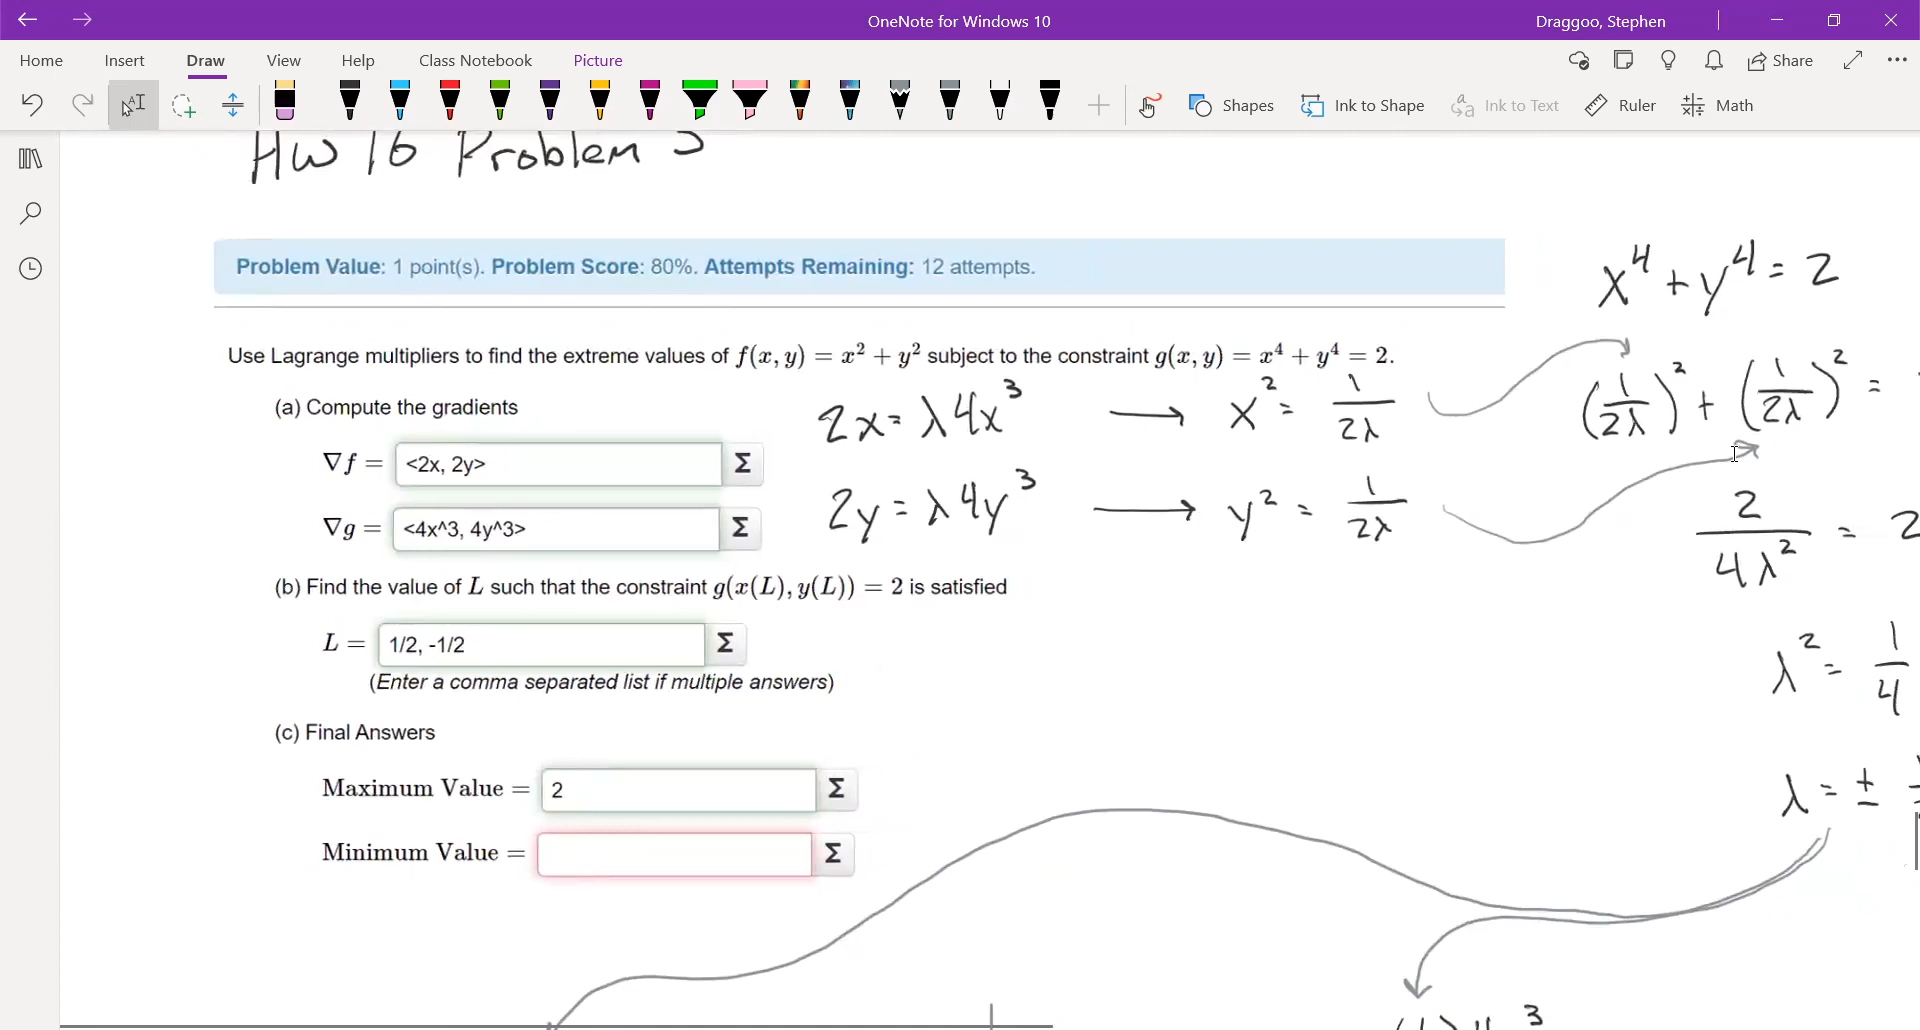 OneNote for Windows 10
Draggoo, Stephen
Home Insert Draw View Help Class Notebook Picture
Share
Shapes Ink to Shape Ink to Text Ruler Math
HW 16 Problem
Problem Value: 1 point(s). Problem Score: 80%. Attempts Remaining: 12 attempts.
Use Lagrange multipliers to find the extreme values of f(x, y) = x² + y² subject to the constraint g(x, y) = x⁴ + y⁴ = 2.
(a) Compute the gradients
∇f = <2x, 2y> Σ
∇g = <4x^3, 4y^3> Σ
(b) Find the value of L such that the constraint g(x(L), y(L)) = 2 is satisfied
L = 1/2, -1/2 Σ
(Enter a comma separated list if multiple answers)
(c) Final Answers
Maximum Value = 2 Σ
Minimum Value = Σ
2x = λ4x³ → x² = 1/2λ
2y = λ4y³ → y² = 1/2λ
x⁴ + y⁴ = 2
(1/2λ)² + (1/2λ)² =
2/4λ² = 2
λ² = 1/4
λ = ±